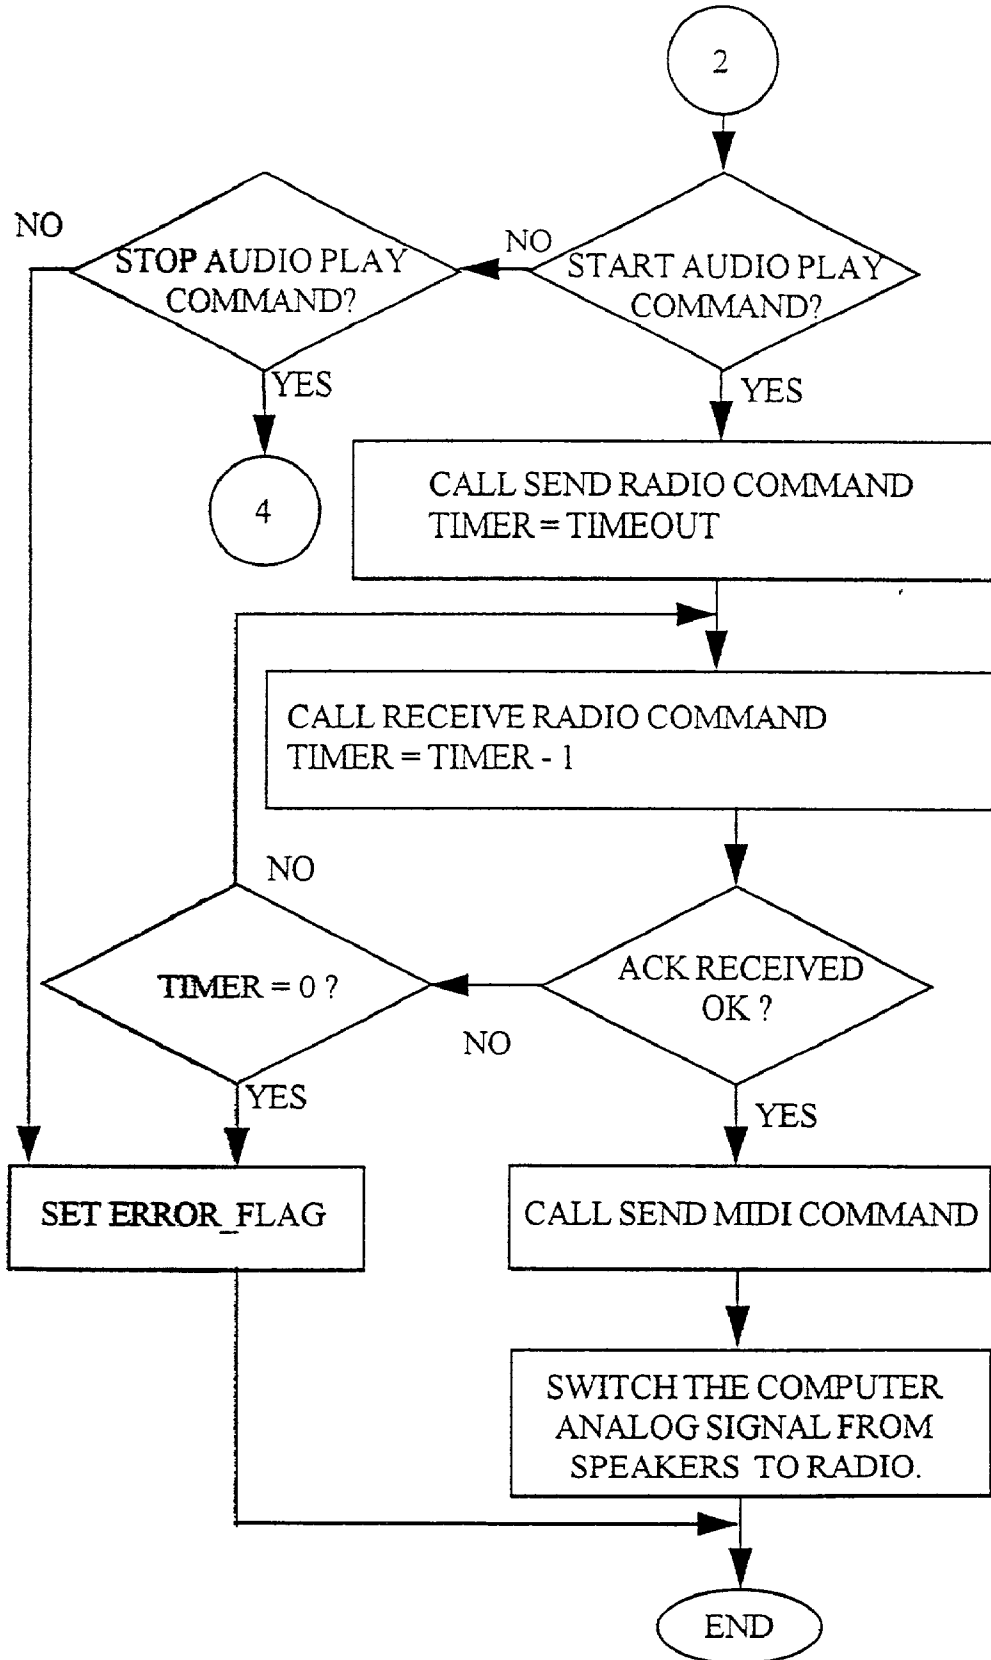 2
NO
STOP AUDIO PLAY
COMMAND?
NO
START AUDIO PLAY
COMMAND?
YES
YES
4
CALL SEND RADIO COMMAND
TIMER = TIMEOUT
CALL RECEIVE RADIO COMMAND
TIMER = TIMER - 1
NO
TIMER = 0 ?
ACK RECEIVED
OK ?
NO
YES
YES
SET ERROR_FLAG
CALL SEND MIDI COMMAND
SWITCH THE COMPUTER
ANALOG SIGNAL FROM
SPEAKERS TO RADIO.
END